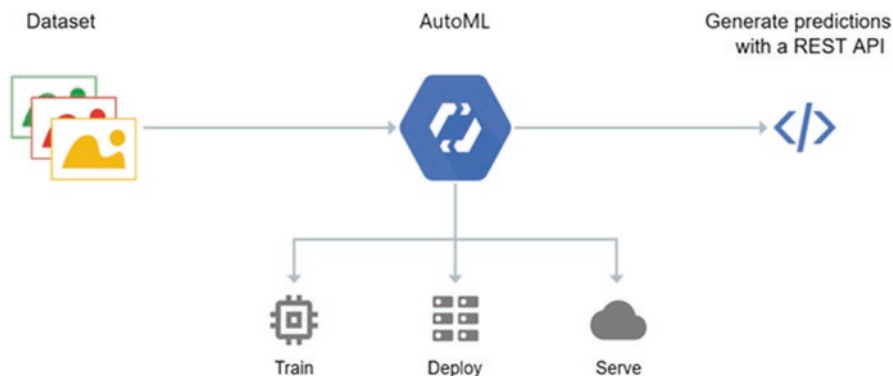 Dataset
AutoML
Generate predictions
with a REST API
Train
Deploy
Serve